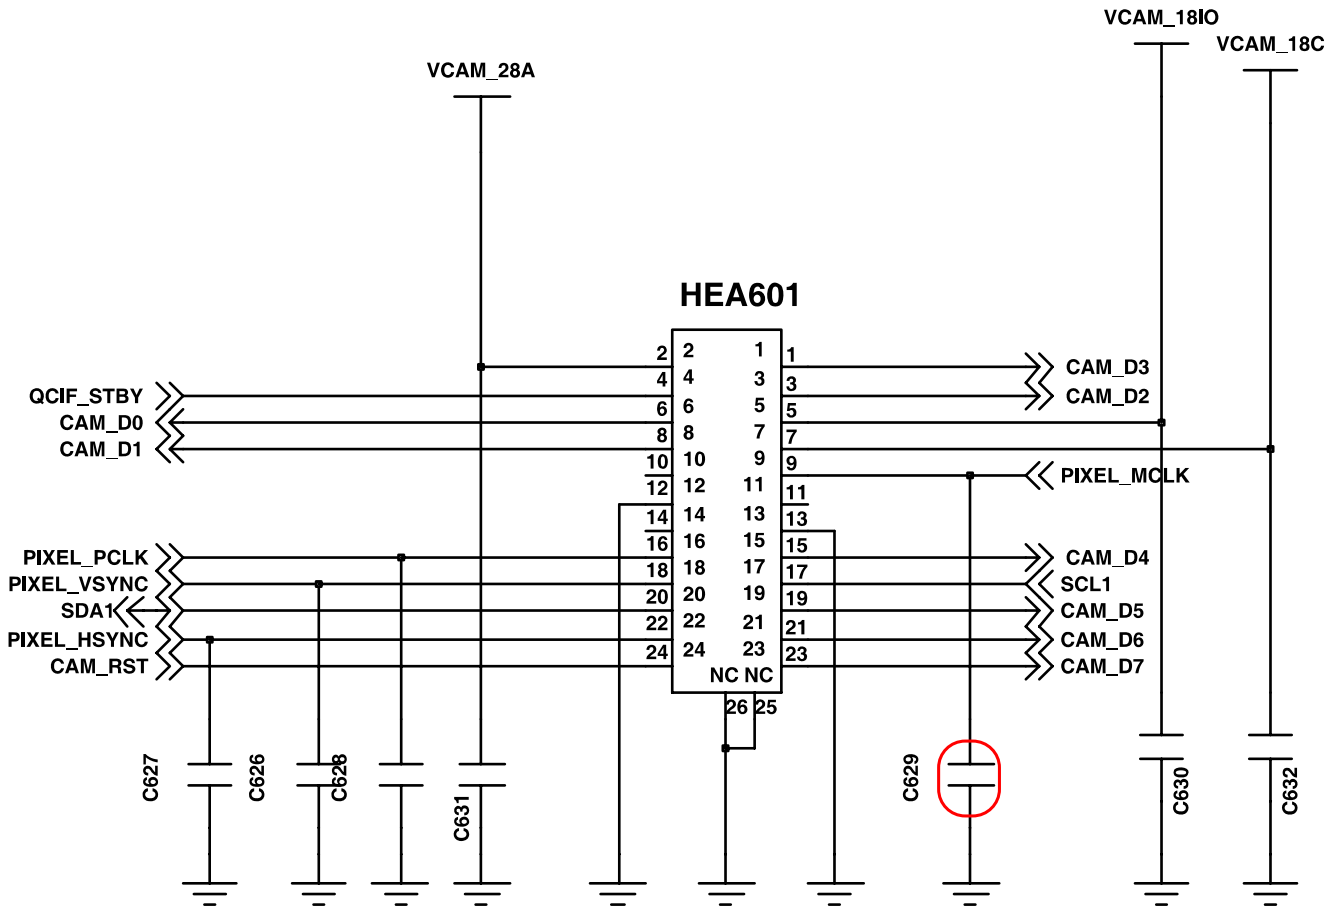 VCAM_18IO
VCAM_18C
VCAM_28A
HEA601
2 2 1 1
4 4 3 3
6 6 5 5
8 8 7 7
10 10 9 9
12 12 11 11
14 14 13 13
16 16 15 15
18 18 17 17
20 20 19 19
22 22 21 21
24 24 23 23
NC NC
26 25
QCIF_STBY
CAM_D0
CAM_D1
PIXEL_PCLK
PIXEL_VSYNC
SDA1
PIXEL_HSYNC
CAM_RST
CAM_D3
CAM_D2
PIXEL_MCLK
CAM_D4
SCL1
CAM_D5
CAM_D6
CAM_D7
C627
C626
C628
C631
C629
C630
C632